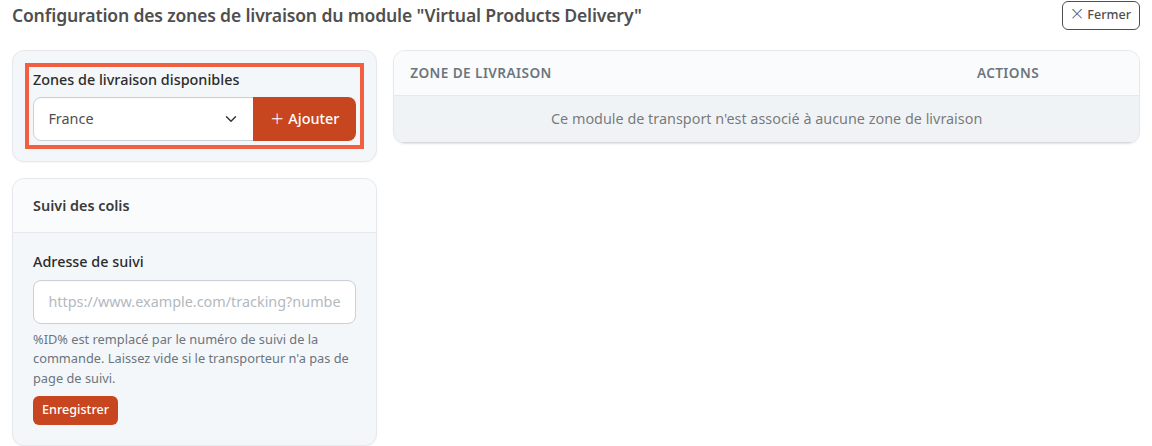 Configuration des zones de livraison du module "Virtual Products Delivery"
Fermer
Zones de livraison disponibles
France
+ Ajouter
ZONE DE LIVRAISON
ACTIONS
Ce module de transport n'est associé à aucune zone de livraison
Suivi des colis
Adresse de suivi
https://www.example.com/tracking?numbe
%ID% est remplacé par le numéro de suivi de la
commande. Laissez vide si le transporteur n'a pas de
page de suivi.
Enregistrer